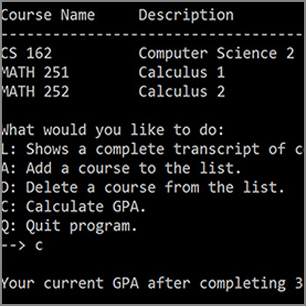 Course Name Description
-----------------------------------
CS 162 Computer Science 2
MATH 251 Calculus 1
MATH 252 Calculus 2
What would you like to do:
L: Shows a complete transcript of c
A: Add a course to the list.
D: Delete a course from the list.
C: Calculate GPA.
Q: Quit program.
--> c
Your current GPA after completing 3